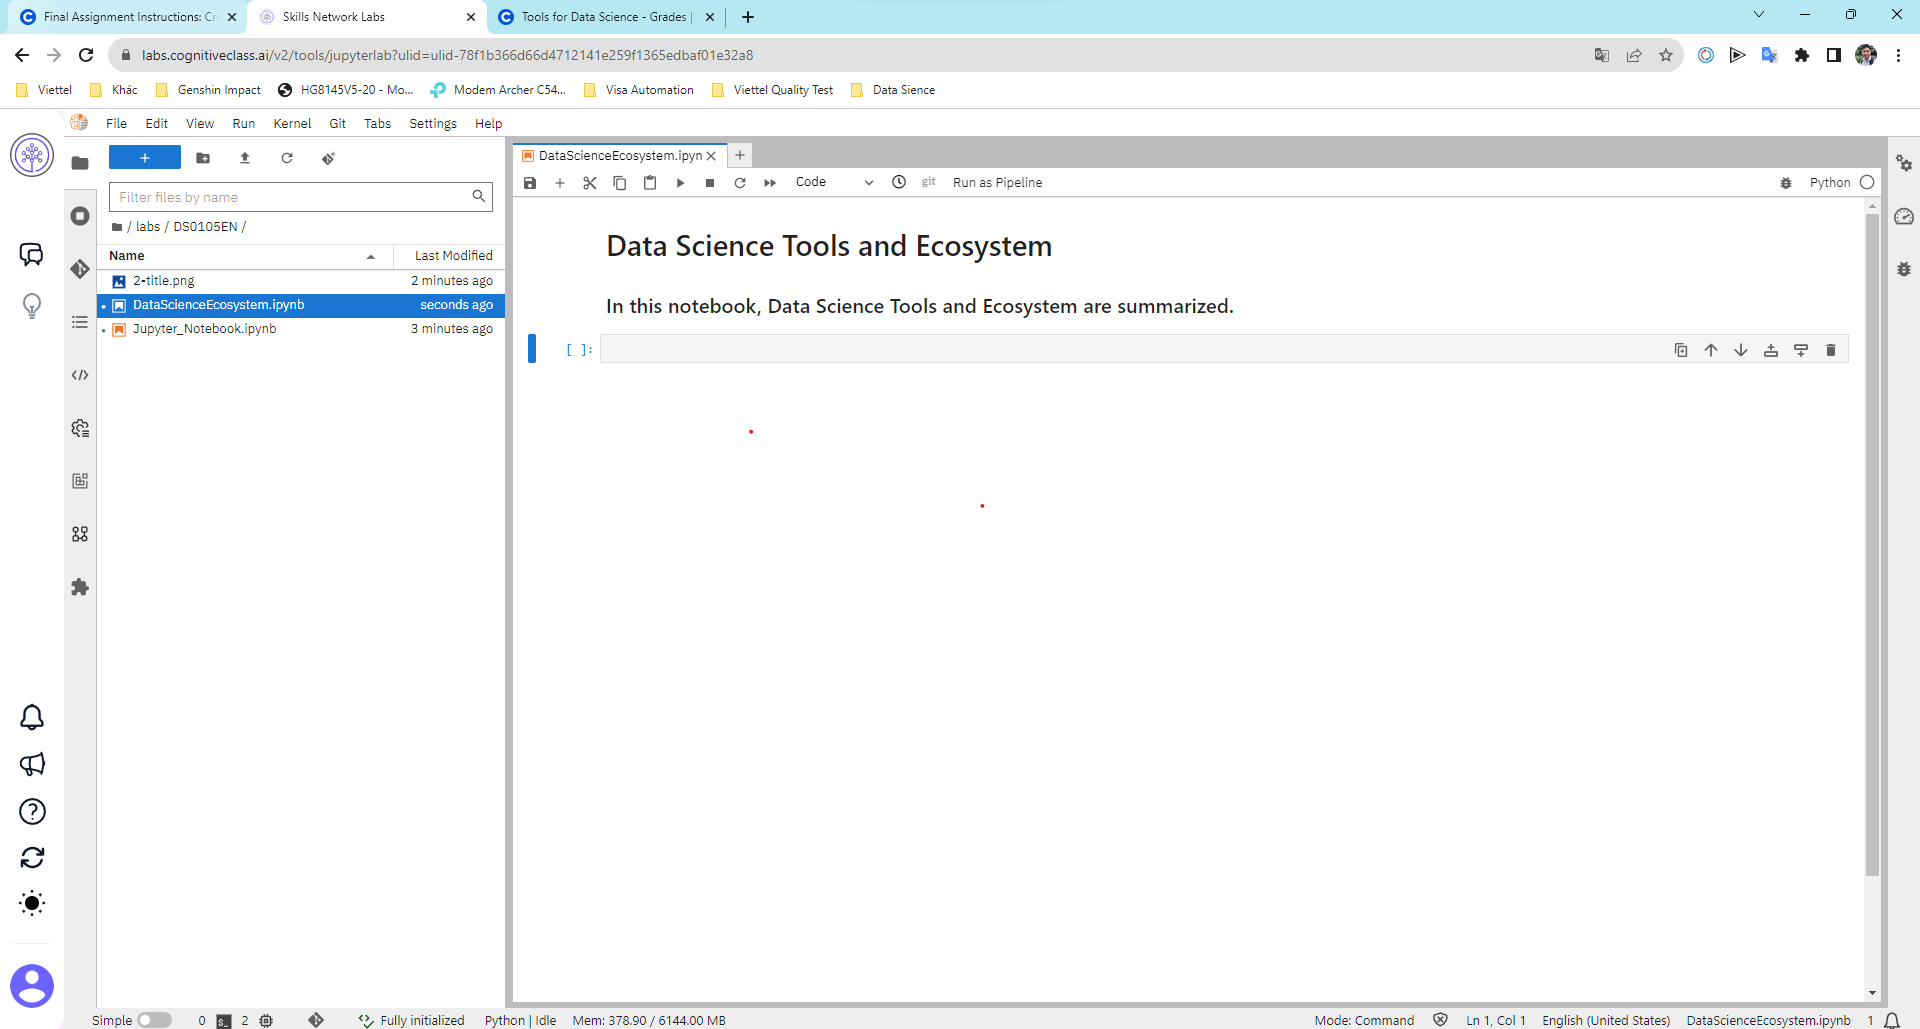 Final Assignment Instructions: Cr
Skills Network Labs
Tools for Data Science - Grades |
labs.cognitiveclass.ai/v2/tools/jupyterlab?ulid=ulid-78f1b366d66d4712141e259f1365edbaf01e32a8
Viettel Khác Genshin Impact HG8145V5-20 - Mo... Modem Archer C54... Visa Automation Viettel Quality Test Data Sience
File Edit View Run Kernel Git Tabs Settings Help
DataScienceEcosystem.ipyn
Code git Run as Pipeline Python
Filter files by name
/ labs / DS0105EN /
Name Last Modified
2-title.png 2 minutes ago
DataScienceEcosystem.ipynb seconds ago
Jupyter_Notebook.ipynb 3 minutes ago
Data Science Tools and Ecosystem
In this notebook, Data Science Tools and Ecosystem are summarized.
[ ]:
Simple 0 $_ 2 Fully initialized Python | Idle Mem: 378.90 / 6144.00 MB Mode: Command Ln 1, Col 1 English (United States) DataScienceEcosystem.ipynb 1